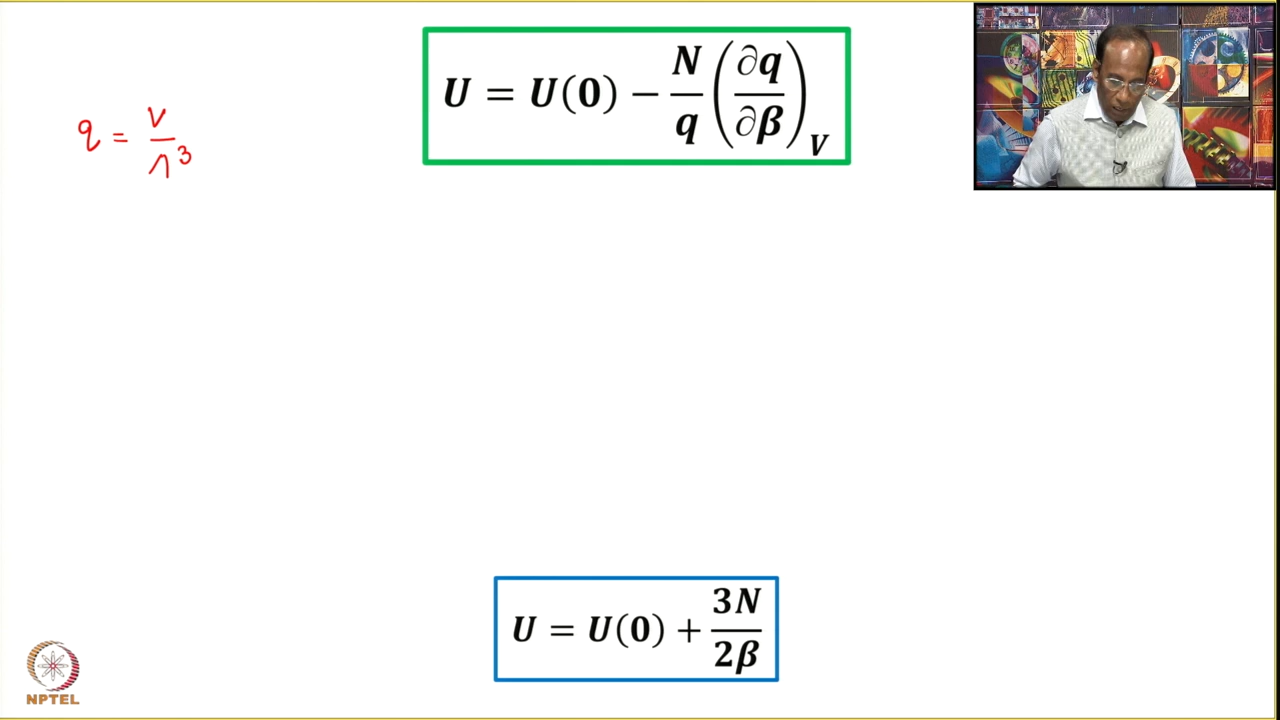 U = U(0) − N/q (∂q/∂β)_V
q = V/Λ³
U = U(0) + 3N/2β
NPTEL